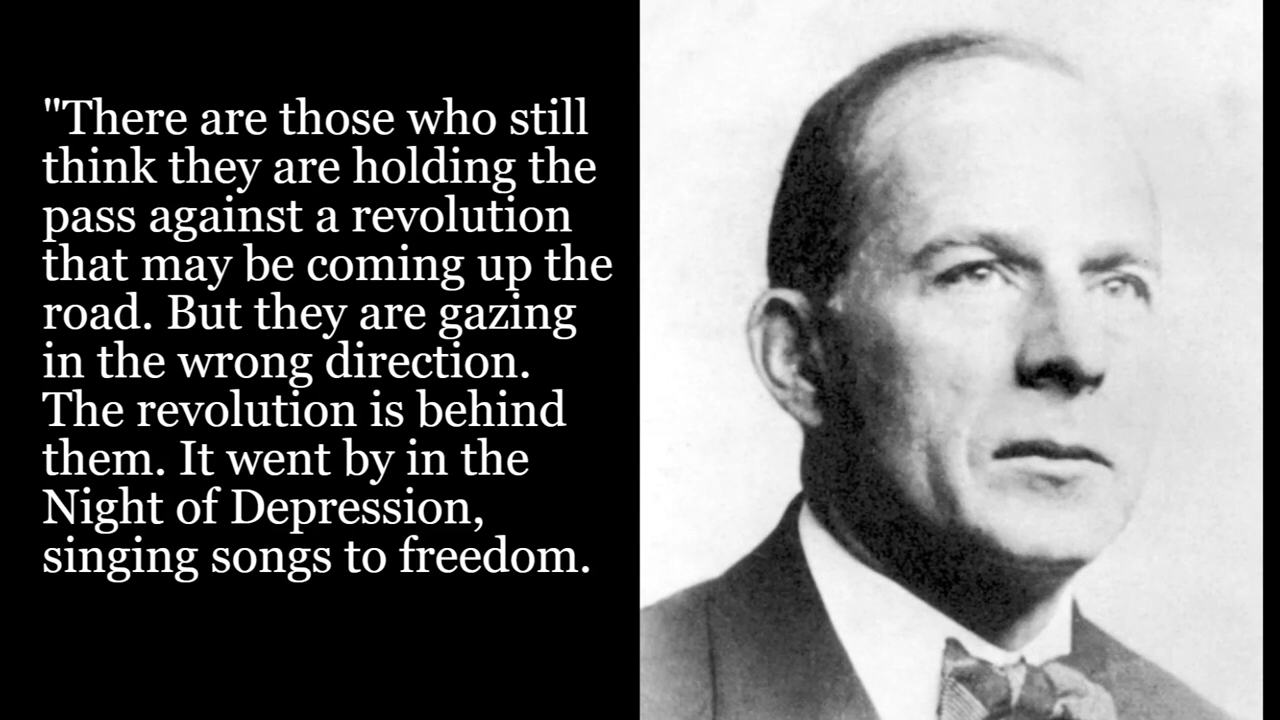 "There are those who still
think they are holding the
pass against a revolution
that may be coming up the
road. But they are gazing
in the wrong direction.
The revolution is behind
them. It went by in the
Night of Depression,
singing songs to freedom.